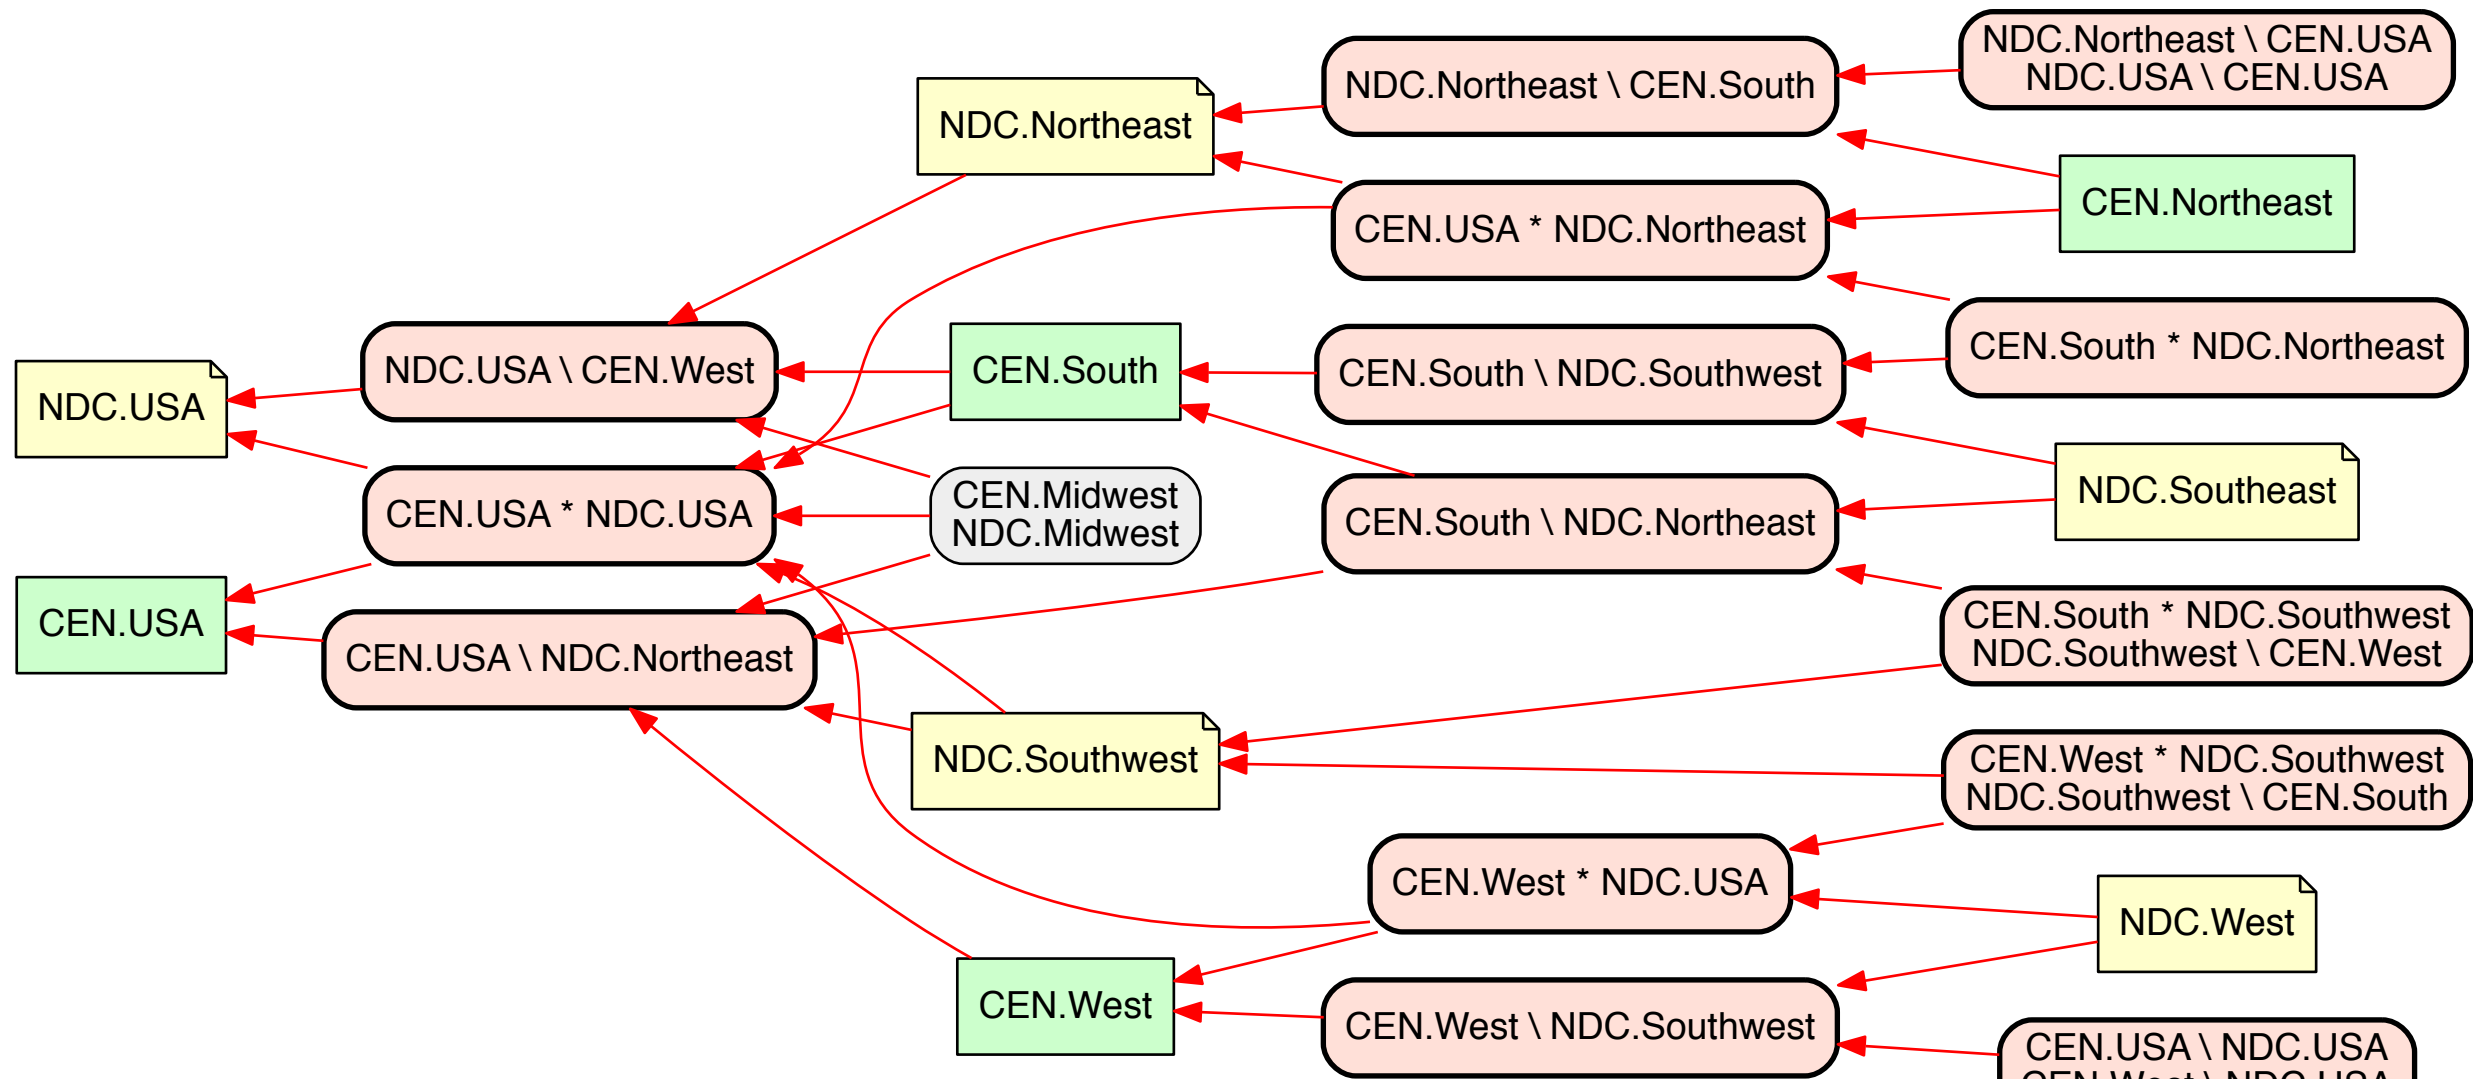 NDC.USA
CEN.USA
NDC.USA \ CEN.West
CEN.USA * NDC.USA
CEN.USA \ NDC.Northeast
NDC.Northeast
CEN.South
CEN.Midwest
NDC.Midwest
NDC.Southwest
CEN.West
NDC.Northeast \ CEN.South
CEN.USA * NDC.Northeast
CEN.South \ NDC.Southwest
CEN.South \ NDC.Northeast
CEN.West * NDC.USA
CEN.West \ NDC.Southwest
NDC.Northeast \ CEN.USA
NDC.USA \ CEN.USA
CEN.Northeast
CEN.South * NDC.Northeast
NDC.Southeast
CEN.South * NDC.Southwest
NDC.Southwest \ CEN.West
CEN.West * NDC.Southwest
NDC.Southwest \ CEN.South
NDC.West
CEN.USA \ NDC.USA
CEN.West \ NDC.USA